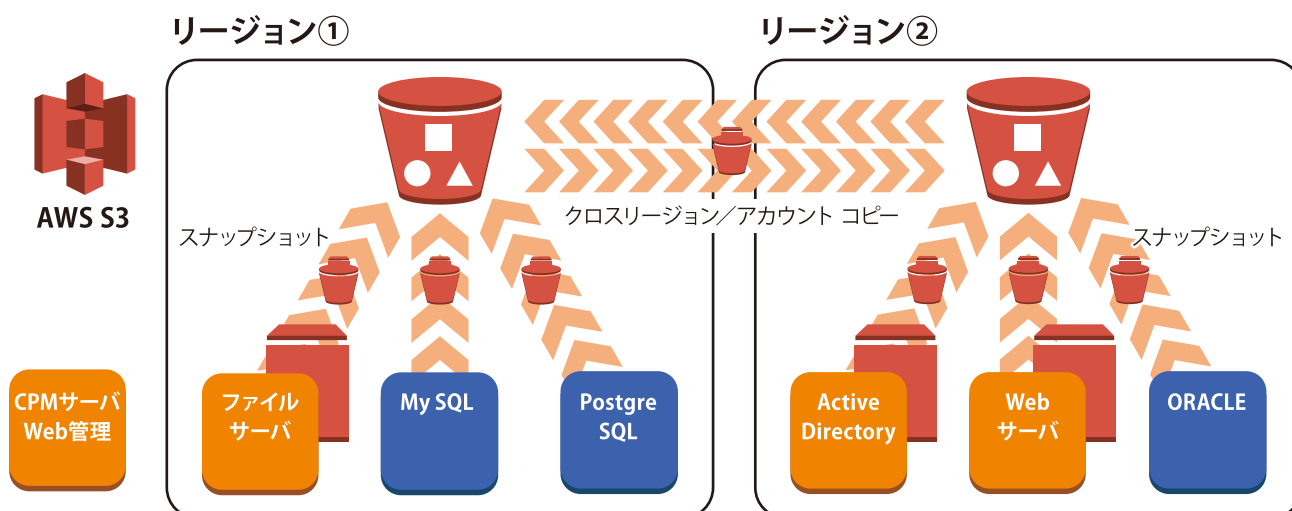 リージョン①
リージョン②
AWS S3
スナップショット
クロスリージョン／アカウント コピー
スナップショット
CPMサーバ
Web管理
ファイル
サーバ
My SQL
Postgre
SQL
Active
Directory
Web
サーバ
ORACLE